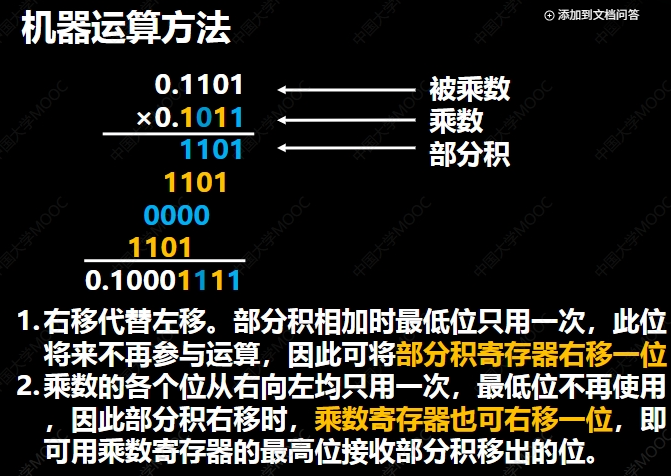 机器运算方法
添加到文档问答
0.1101
被乘数
×0.1011
乘数
1101
部分积
1101
0000
1101
0.10001111
1. 右移代替左移。部分积相加时最低位只用一次，此位
将来不再参与运算，因此可将部分积寄存器右移一位
2. 乘数的各个位从右向左均只用一次，最低位不再使用
，因此部分积右移时，乘数寄存器也可右移一位，即
可用乘数寄存器的最高位接收部分积移出的位。
中国大学MOOC